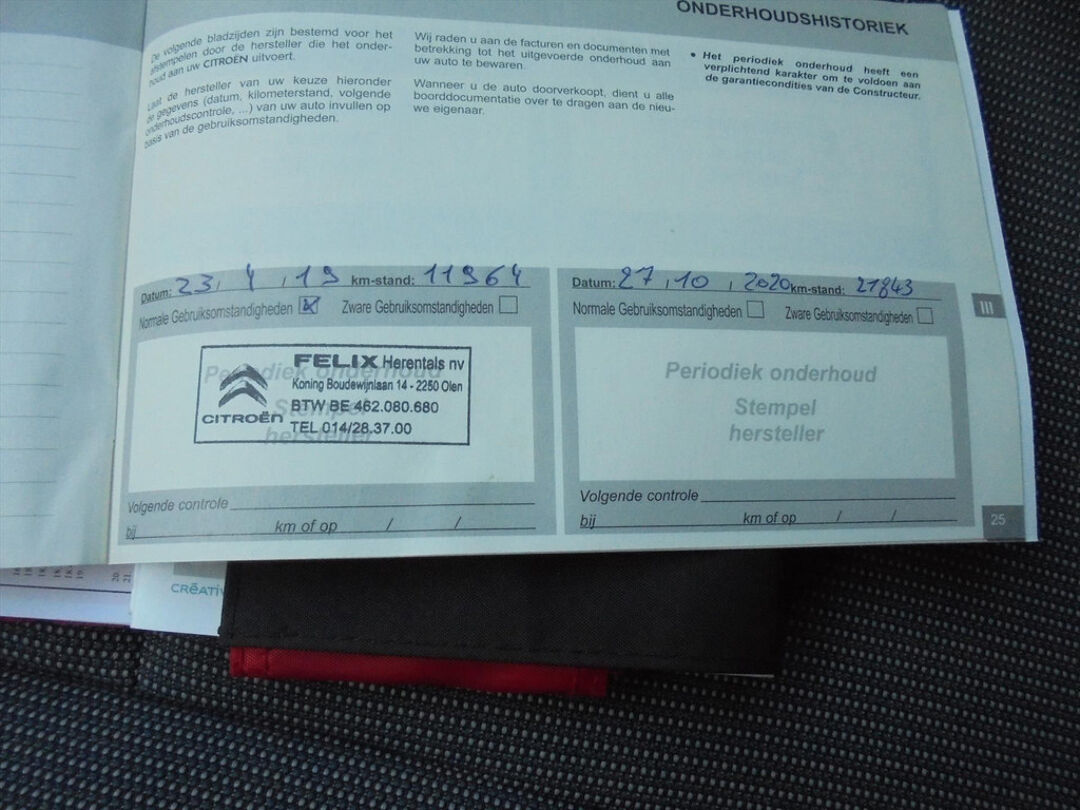 ONDERHOUDSHISTORIEK
De volgende bladzijden zijn bestemd voor het
afstempelen door de hersteller die het onder-
houd aan uw CITROËN uitvoert.
Laat de hersteller van uw keuze hieronder
de gegevens (datum, kilometerstand, volgende
onderhoudscontrole, ...) van uw auto invullen op
basis van de gebruiksomstandigheden.
Wij raden u aan de facturen en documenten met
betrekking tot het uitgevoerde onderhoud aan
uw auto te bewaren.
Wanneer u de auto doorverkoopt, dient u alle
boorddocumentatie over te dragen aan de nieu-
we eigenaar.
• Het periodiek onderhoud heeft een
verplichtend karakter om te voldoen aan
de garantiecondities van de Constructeur.
Datum: 23, 4, 19 km-stand: 11964
Normale Gebruiksomstandigheden Zware Gebruiksomstandigheden
Periodiek onderhoud
Stempel
hersteller
FELIX Herentals nv
Koning Boudewijnlaan 14 - 2250 Olen
BTW BE 462.080.680
TEL 014/28.37.00
CITROËN
Volgende controle
bij km of op / /
Datum: 27, 10, 2020 km-stand: 21843
Normale Gebruiksomstandigheden Zware Gebruiksomstandigheden
Periodiek onderhoud
Stempel
hersteller
Volgende controle
bij km of op / /
III
25
CRÉATIV